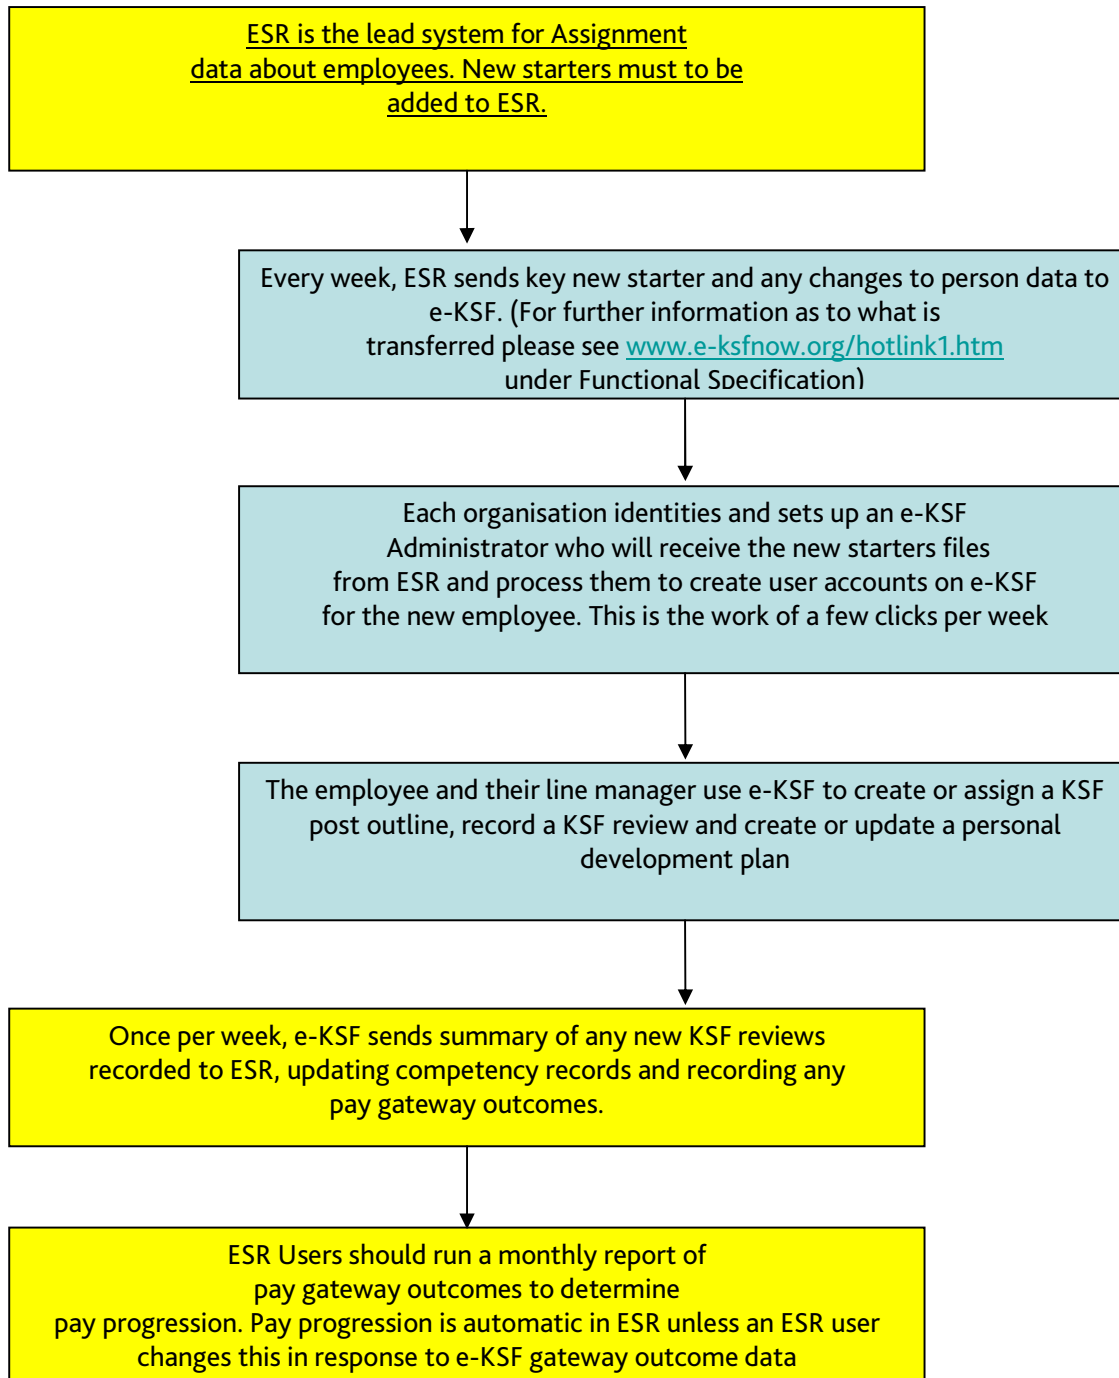 ESR is the lead system for Assignment
data about employees. New starters must to be
added to ESR.
Every week, ESR sends key new starter and any changes to person data to
e-KSF. (For further information as to what is
transferred please see www.e-ksfnow.org/hotlink1.htm
under Functional Specification)
Each organisation identities and sets up an e-KSF
Administrator who will receive the new starters files
from ESR and process them to create user accounts on e-KSF
for the new employee. This is the work of a few clicks per week
The employee and their line manager use e-KSF to create or assign a KSF
post outline, record a KSF review and create or update a personal
development plan
Once per week, e-KSF sends summary of any new KSF reviews
recorded to ESR, updating competency records and recording any
pay gateway outcomes.
ESR Users should run a monthly report of
pay gateway outcomes to determine
pay progression. Pay progression is automatic in ESR unless an ESR user
changes this in response to e-KSF gateway outcome data